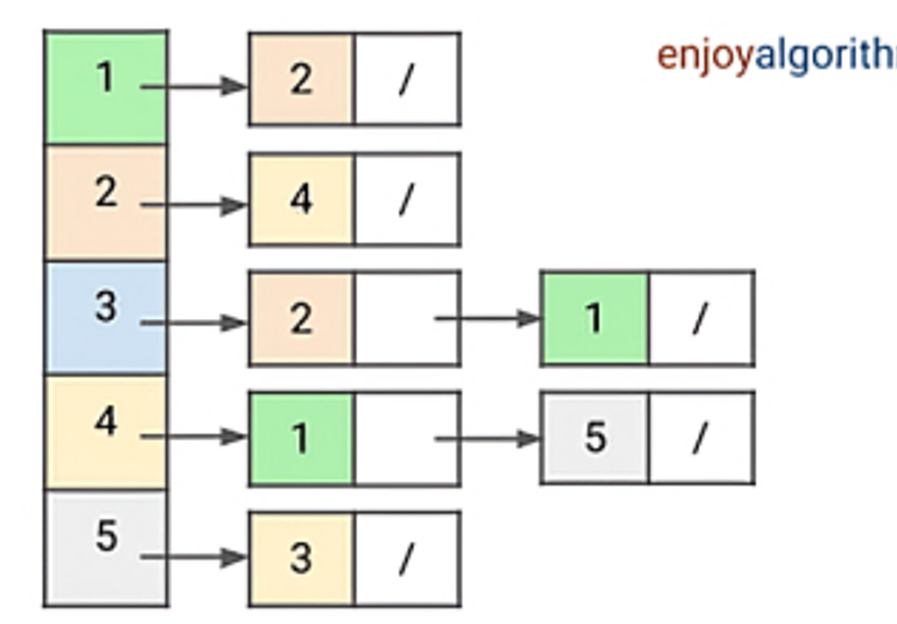 enjoyalgorith
1 2 /
2 4 /
3 2 1 /
4 1 5 /
5 3 /